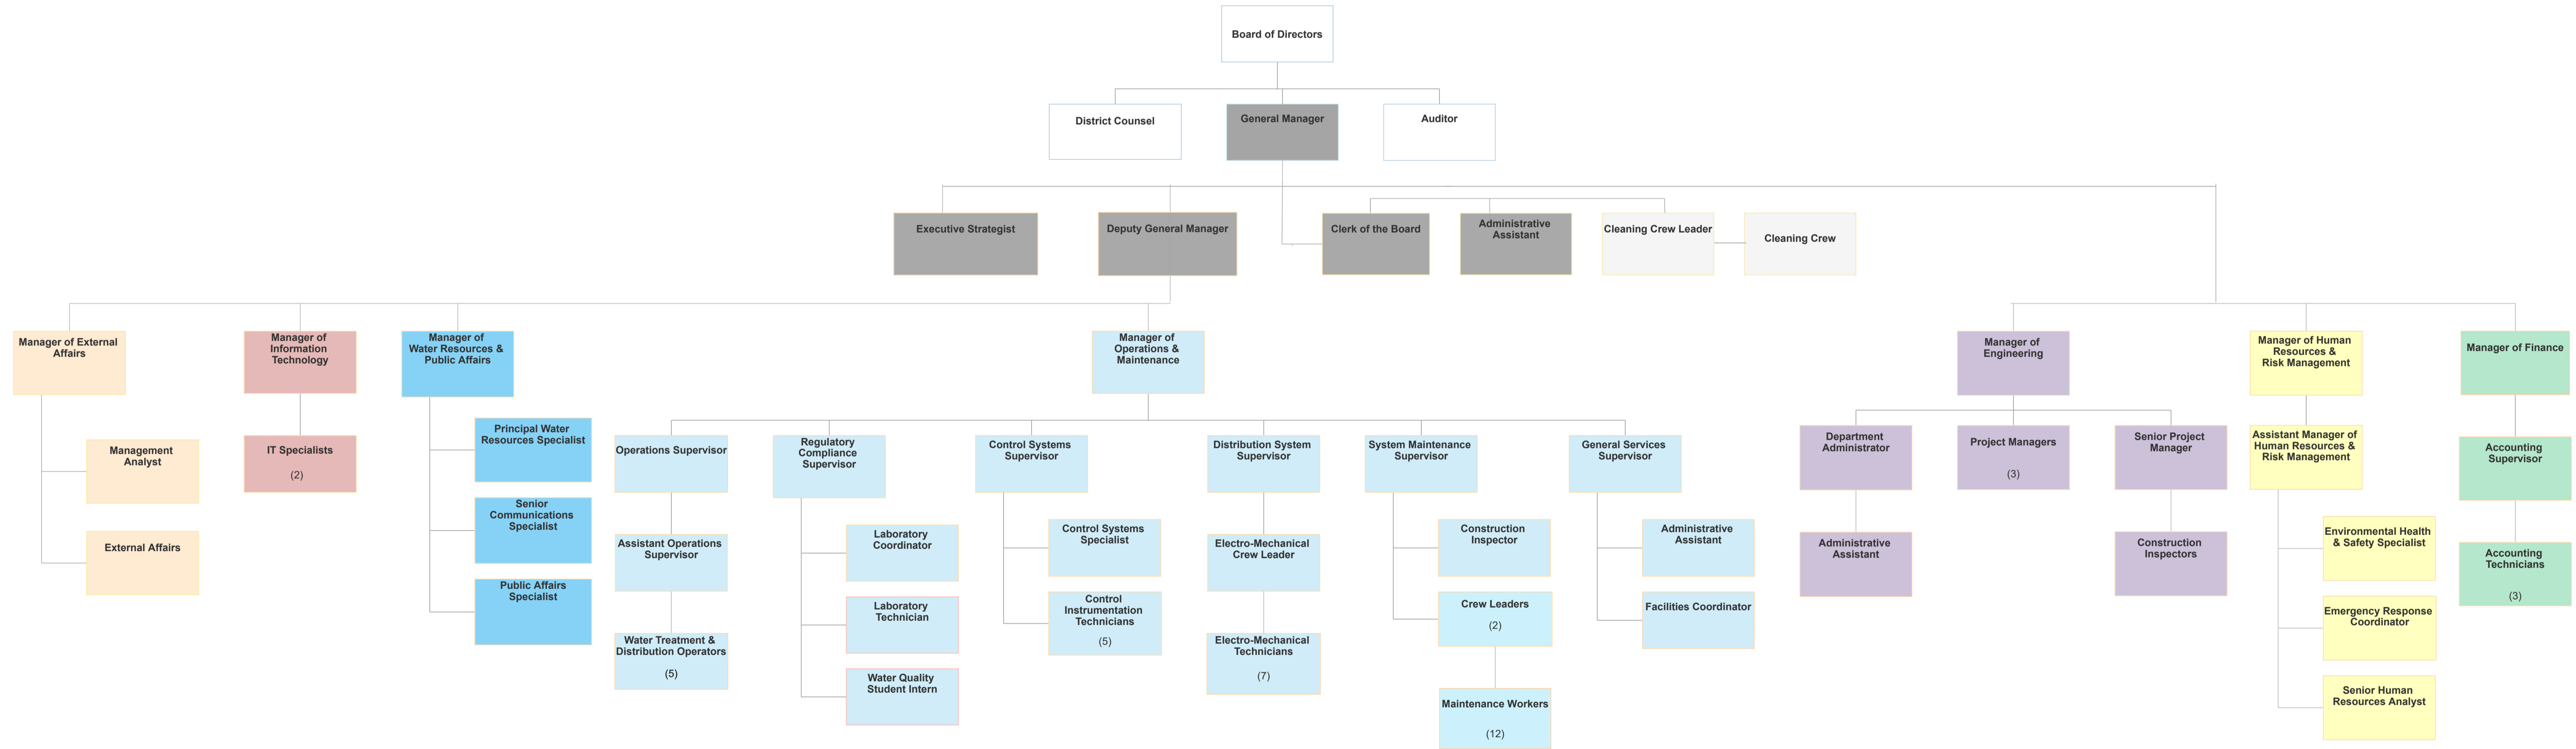 Board of Directors
District Counsel
General Manager
Auditor
Executive Strategist
Deputy General Manager
Clerk of the Board
Administrative
Assistant
Cleaning Crew Leader
Cleaning Crew
Manager of External
Affairs
Manager of
Information
Technology
Manager of
Water Resources &
Public Affairs
Manager of
Operations &
Maintenance
Manager of
Engineering
Manager of Human
Resources &
Risk Management
Manager of Finance
Management
Analyst
External Affairs
IT Specialists
(2)
Principal Water
Resources Specialist
Senior
Communications
Specialist
Public Affairs
Specialist
Operations Supervisor
Assistant Operations
Supervisor
Water Treatment &
Distribution Operators
(5)
Regulatory
Compliance
Supervisor
Laboratory
Coordinator
Laboratory
Technician
Water Quality
Student Intern
Control Systems
Supervisor
Control Systems
Specialist
Control
Instrumentation
Technicians
(5)
Distribution System
Supervisor
Electro-Mechanical
Crew Leader
Electro-Mechanical
Technicians
(7)
System Maintenance
Supervisor
Construction
Inspector
Crew Leaders
(2)
Maintenance Workers
(12)
General Services
Supervisor
Administrative
Assistant
Facilities Coordinator
Department
Administrator
Administrative
Assistant
Project Managers
(3)
Senior Project
Manager
Construction
Inspectors
Assistant Manager of
Human Resources &
Risk Management
Environmental Health
& Safety Specialist
Emergency Response
Coordinator
Senior Human
Resources Analyst
Accounting
Supervisor
Accounting
Technicians
(3)